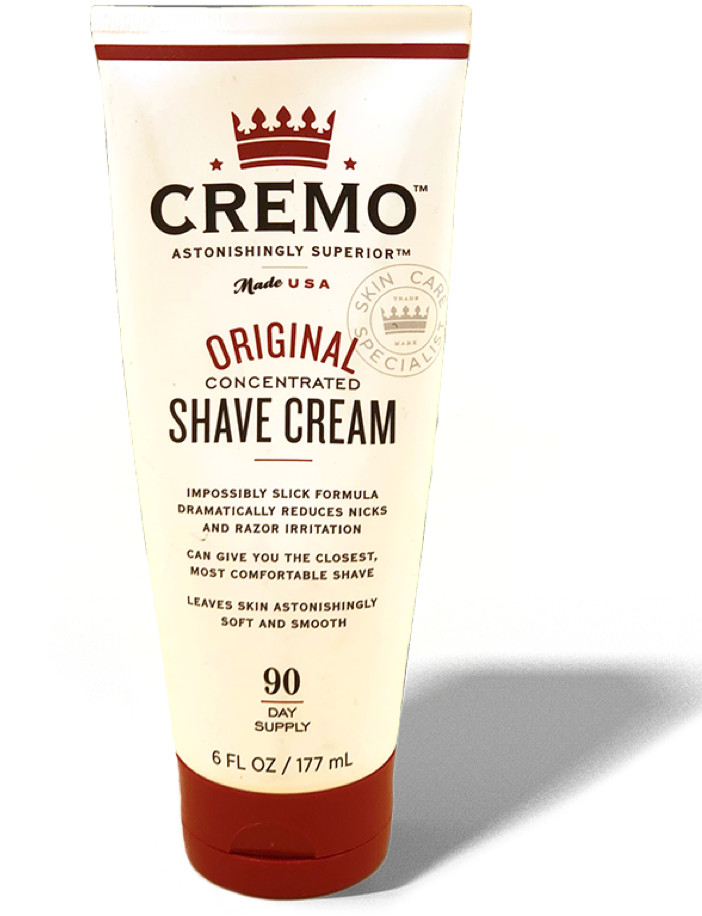 CREMO™
ASTONISHINGLY SUPERIOR™
Made USA
SKIN CARE
TRADE
MARK
SPECIALIST
ORIGINAL
CONCENTRATED
SHAVE CREAM
IMPOSSIBLY SLICK FORMULA
DRAMATICALLY REDUCES NICKS
AND RAZOR IRRITATION
CAN GIVE YOU THE CLOSEST,
MOST COMFORTABLE SHAVE
LEAVES SKIN ASTONISHINGLY
SOFT AND SMOOTH
90
DAY
SUPPLY
6 FL OZ / 177 mL